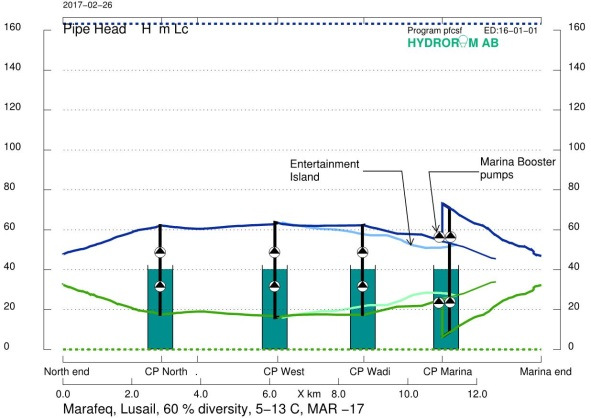 2017-02-26
Pipe Head H m Lc
Program pfcsf ED:16-01-01
HYDRORAM AB
160 160
140 140
120 120
100 100
80 80
60 60
40 40
20 20
0 0
Entertainment
Island
Marina Booster
pumps
North end CP North . CP West CP Wadi CP Marina Marina end
0.0 2.0 4.0 6.0 X km 8.0 10.0 12.0
Marafeq, Lusail, 60 % diversity, 5-13 C, MAR -17